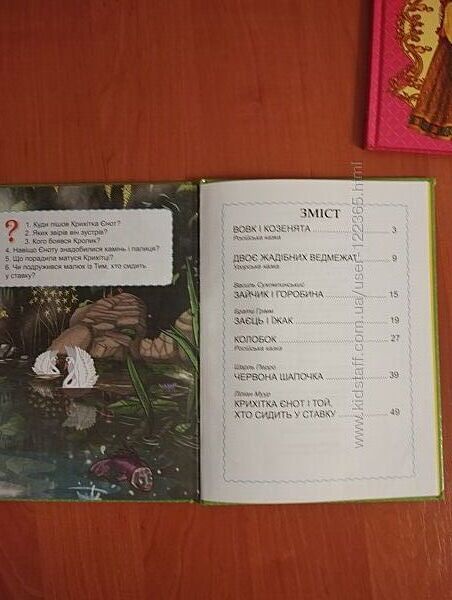 ?
1. Куди пішов Крихітка Єнот?
2. Яких звірів він зустрів?
3. Кого боявся Кролик?
4. Навіщо Єноту знадобилися камінь і палиця?
5. Що порадила матуся Крихітці?
6. Чи подружився малюк із Тим, хто сидить
у ставку?
ЗМІСТ
ВОВК І КОЗЕНЯТА 3
Російська казка
ДВОЄ ЖАДІБНИХ ВЕДМЕЖАТ 9
Угорська казка
Василь Сухомлинський
ЗАЙЧИК І ГОРОБИНА 15
Брати Грімм
ЗАЄЦЬ І ЇЖАК 19
КОЛОБОК 27
Російська казка
Шарль Перро
ЧЕРВОНА ШАПОЧКА 39
Ліліан Муур
КРИХІТКА ЄНОТ І ТОЙ,
ХТО СИДИТЬ У СТАВКУ 49
www.kidstaff.com.ua/user-122365.html